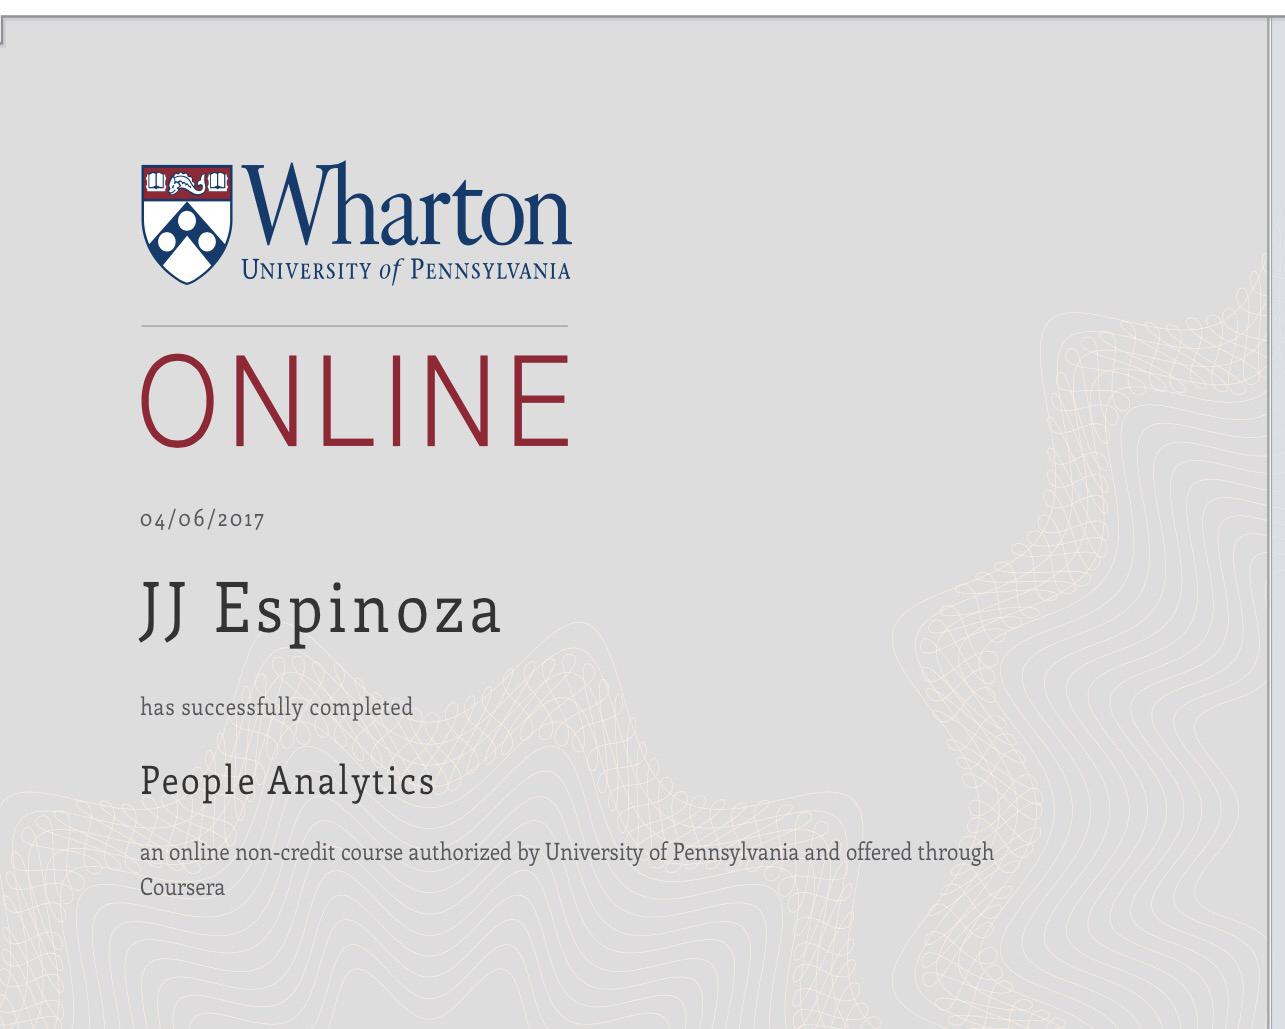 Wharton
UNIVERSITY of PENNSYLVANIA
ONLINE
04/06/2017
JJ Espinoza
has successfully completed
People Analytics
an online non-credit course authorized by University of Pennsylvania and offered through
Coursera